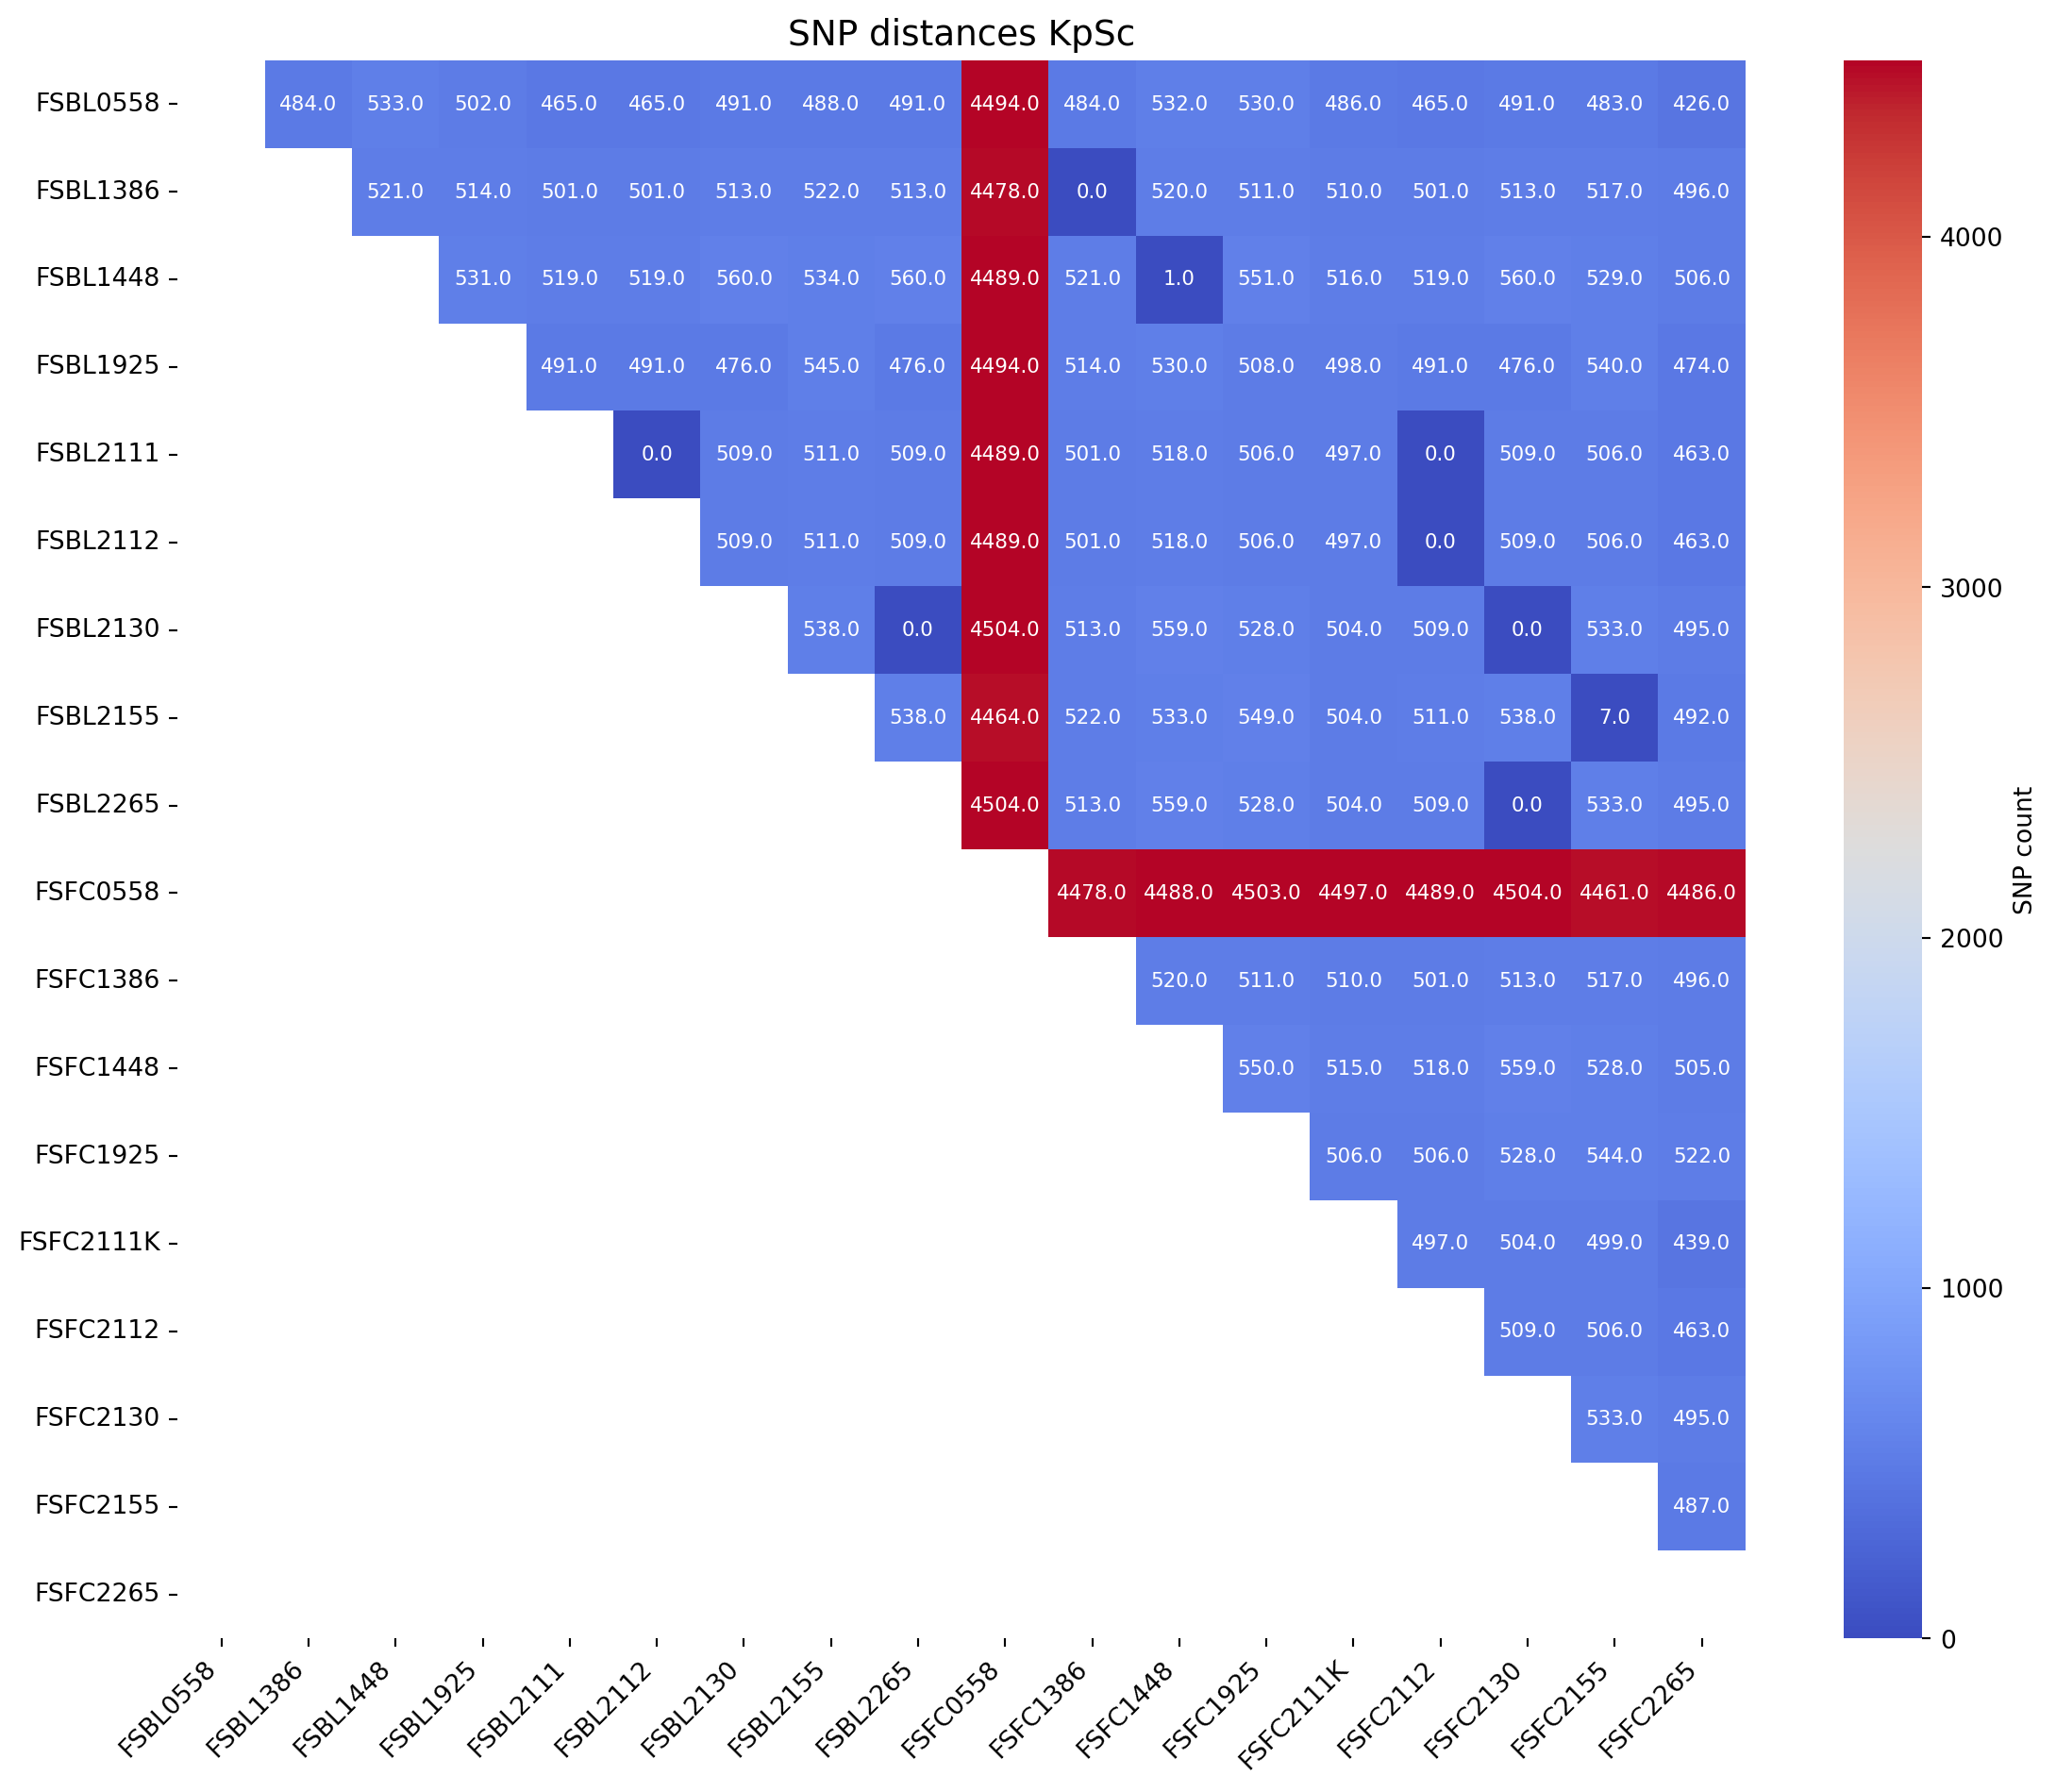 SNP distances KpSc
FSBL0558 484.0 533.0 502.0 465.0 465.0 491.0 488.0 491.0 4494.0 484.0 532.0 530.0 486.0 465.0 491.0 483.0 426.0
FSBL1386 521.0 514.0 501.0 501.0 513.0 522.0 513.0 4478.0 0.0 520.0 511.0 510.0 501.0 513.0 517.0 496.0
FSBL1448 531.0 519.0 519.0 560.0 534.0 560.0 4489.0 521.0 1.0 551.0 516.0 519.0 560.0 529.0 506.0
FSBL1925 491.0 491.0 476.0 545.0 476.0 4494.0 514.0 530.0 508.0 498.0 491.0 476.0 540.0 474.0
FSBL2111 0.0 509.0 511.0 509.0 4489.0 501.0 518.0 506.0 497.0 0.0 509.0 506.0 463.0
FSBL2112 509.0 511.0 509.0 4489.0 501.0 518.0 506.0 497.0 0.0 509.0 506.0 463.0
FSBL2130 538.0 0.0 4504.0 513.0 559.0 528.0 504.0 509.0 0.0 533.0 495.0
FSBL2155 538.0 4464.0 522.0 533.0 549.0 504.0 511.0 538.0 7.0 492.0
FSBL2265 4504.0 513.0 559.0 528.0 504.0 509.0 0.0 533.0 495.0
FSFC0558 4478.0 4488.0 4503.0 4497.0 4489.0 4504.0 4461.0 4486.0
FSFC1386 520.0 511.0 510.0 501.0 513.0 517.0 496.0
FSFC1448 550.0 515.0 518.0 559.0 528.0 505.0
FSFC1925 506.0 506.0 528.0 544.0 522.0
FSFC2111K 497.0 504.0 499.0 439.0
FSFC2112 509.0 506.0 463.0
FSFC2130 533.0 495.0
FSFC2155 487.0
FSFC2265
FSBL0558 FSBL1386 FSBL1448 FSBL1925 FSBL2111 FSBL2112 FSBL2130 FSBL2155 FSBL2265 FSFC0558 FSFC1386 FSFC1448 FSFC1925 FSFC2111K FSFC2112 FSFC2130 FSFC2155 FSFC2265
4000
3000
2000
1000
0
SNP count